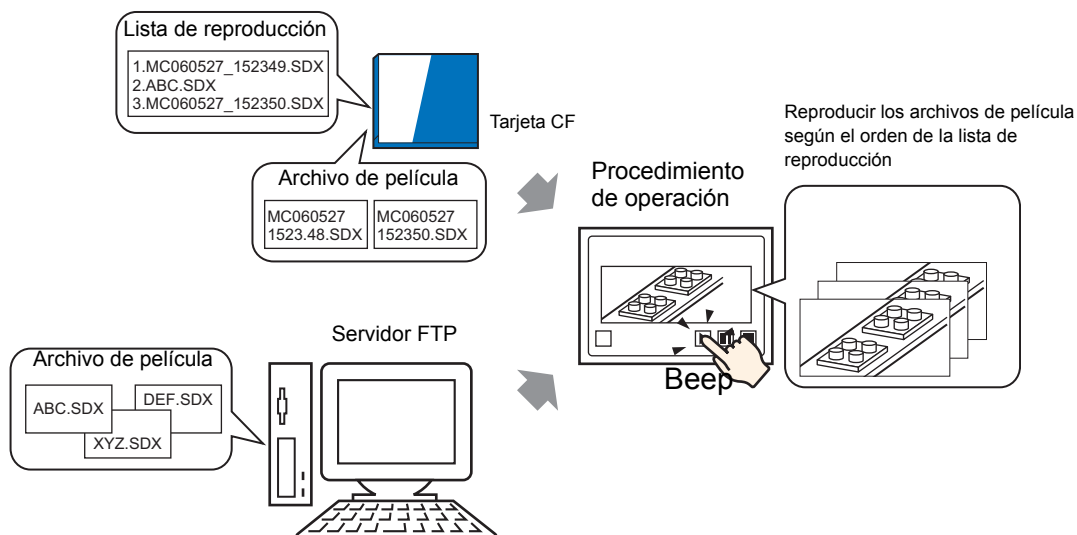 Lista de reproducción
1.MC060527_152349.SDX
2.ABC.SDX
3.MC060527_152350.SDX
Tarjeta CF
Archivo de película
MC060527
1523.48.SDX
MC060527
152350.SDX
Procedimiento
de operación
Beep
Reproducir los archivos de película
según el orden de la lista de
reproducción
Servidor FTP
Archivo de película
ABC.SDX
DEF.SDX
XYZ.SDX